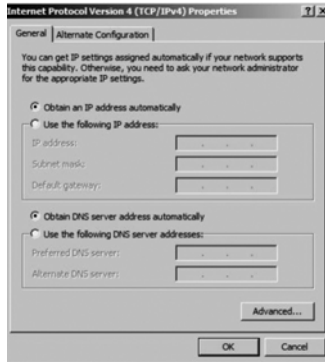 Internet Protocol Version 4 (TCP/IPv4) Properties
General
Alternate Configuration
You can get IP settings assigned automatically if your network supports
this capability. Otherwise, you need to ask your network administrator
for the appropriate IP settings.
Obtain an IP address automatically
Use the following IP address:
IP address:
Subnet mask:
Default gateway:
Obtain DNS server address automatically
Use the following DNS server addresses:
Preferred DNS server:
Alternate DNS server:
Advanced...
OK
Cancel